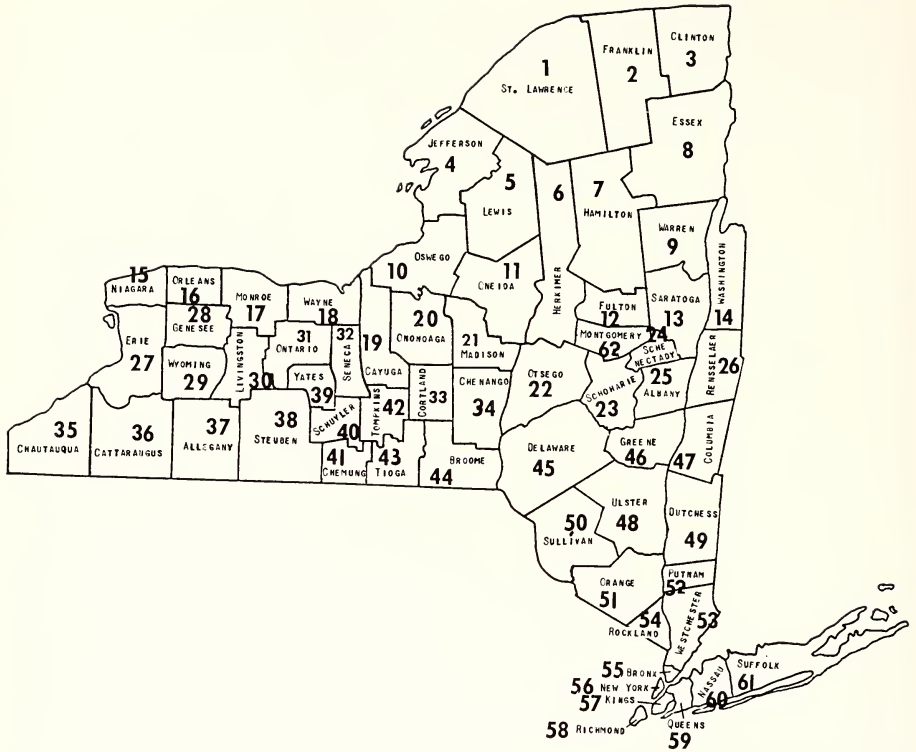 CLINTON
3
FRANKLIN
2
1
ST. LAWRENCE
ESSEX
8
JEFFERSON
4
5
LEWIS
6
HERKIMER
7
HAMILTON
WARREN
9
WASHINGTON
14
OSWEGO
10
11
ONEIDA
15
NIAGARA
ORLEANS
16
MONROE
17
WAYNE
18
FULTON
12
SARATOGA
13
28
GENESEE
31
ONTARIO
32
SENECA
19
CAYUGA
20
ONONOAGA
21
MADISON
MONTGOMERY
62
24
SCHE
NECTADY
ERIE
27
WYOMING
29
LIVINGSTON
30
YATES
39
OTSEGO
22
SCHOHARIE
23
25
ALBANY
RENSSELAER
26
CORTLAND
33
CHENANGO
34
TOMPKINS
42
SCHUYLER
40
35
CHAUTAUQUA
36
CATTARAUGUS
37
ALLEGANY
38
STEUBEN
41
CHEMUNG
43
TIOGA
BROOME
44
DELAWARE
45
GREENE
46
47
COLUMBIA
ULSTER
48
DUTCHESS
49
50
SULLIVAN
ORANGE
51
PUTNAM
52
WESTCHESTER
53
54
ROCKLAND
55 BRONX
56 NEW YORK
57 KINGS
58 RICHMOND
QUEENS
59
NASSAU
60
SUFFOLK
61